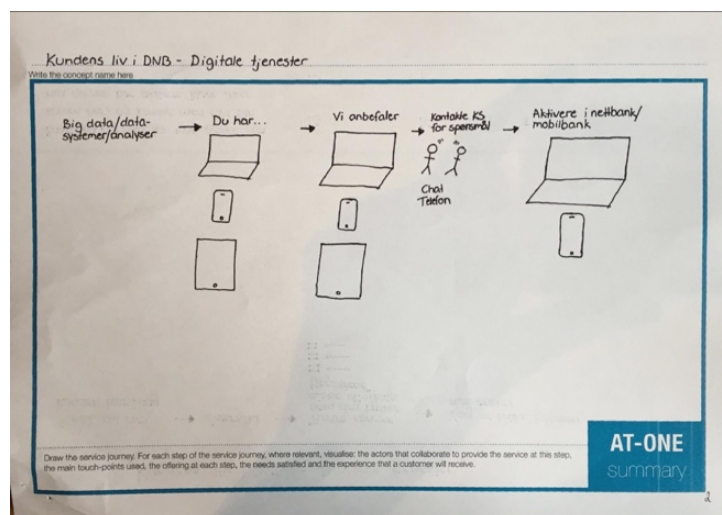 Kundens liv i DNB - Digitale tjenester
Write the concept name here
Big data/data-
systemer/analyser
Du har...
Vi anbefaler
Kontakte KS
for spørsmål
Chat
Telefon
Aktivere i nettbank/
mobilbank
Draw the service journey. For each step of the service journey, where relevant, visualise: the actors that collaborate to provide the service at this step,
the main touch-points used, the offering at each step, the needs satisfied and the experience that a customer will receive.
AT-ONE
summary
2